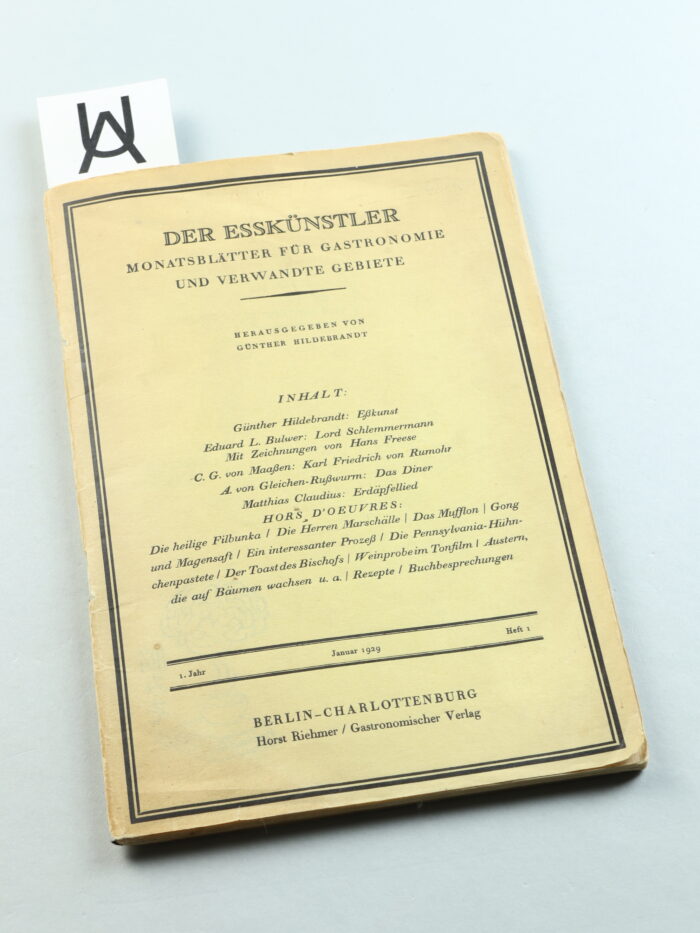 UA
DER ESSKÜNSTLER
MONATSBLÄTTER FÜR GASTRONOMIE
UND VERWANDTE GEBIETE
HERAUSGEGEBEN VON
GÜNTHER HILDEBRANDT
INHALT:
Günther Hildebrandt: Eßkunst
Eduard L. Bulwer: Lord Schlemmermann
Mit Zeichnungen von Hans Freese
C. G. von Maaßen: Karl Friedrich von Rumohr
A. von Gleichen-Rußwurm: Das Diner
Matthias Claudius: Erdäpfellied
HORS D'OEUVRES:
Die heilige Filbunka / Die Herren Marschälle | Das Mufflon | Gong
und Magensaft / Ein interessanter Prozeß / Die Pennsylvania-Hühn-
chenpastete / Der Toast des Bischofs | Weinprobe im Tonfilm / Austern,
die auf Bäumen wachsen u. a. | Rezepte / Buchbesprechungen
1. Jahr Januar 1929 Heft 1
BERLIN-CHARLOTTENBURG
Horst Riehmer / Gastronomischer Verlag